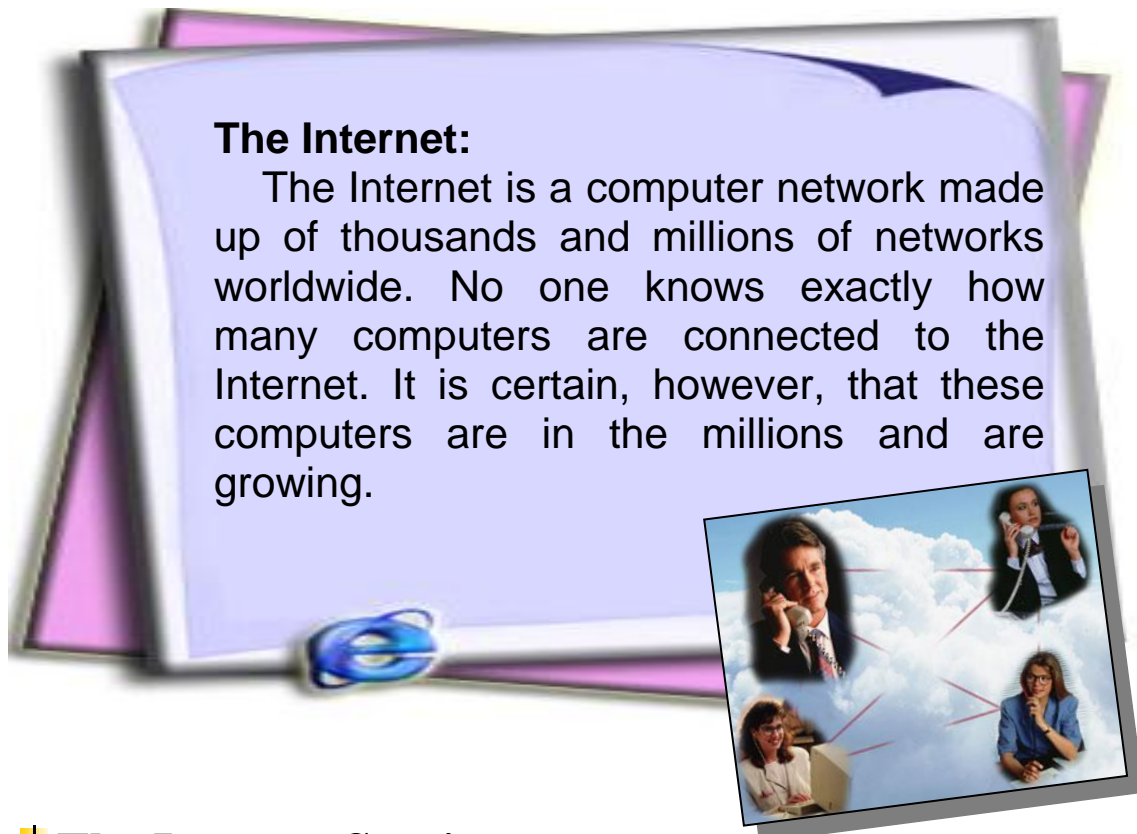 The Internet:
The Internet is a computer network made
up of thousands and millions of networks
worldwide. No one knows exactly how
many computers are connected to the
Internet. It is certain, however, that these
computers are in the millions and are
growing.